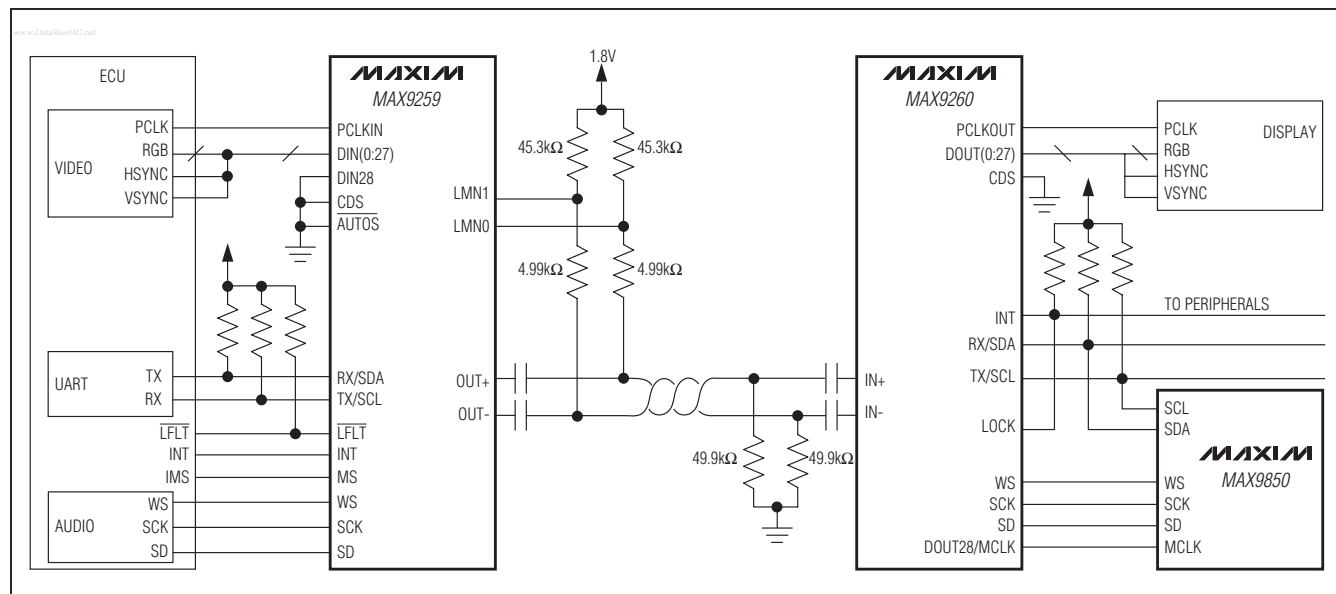 www.DataSheet4U.net
ECU
VIDEO
PCLK
RGB
HSYNC
VSYNC
UART
TX
RX
LFLT
INT
IMS
AUDIO
WS
SCK
SD
MAXIM
MAX9259
PCLKIN
DIN(0:27)
DIN28
CDS
AUTOS
RX/SDA
TX/SCL
LFLT
INT
MS
WS
SCK
SD
LMN1
LMN0
OUT+
OUT-
1.8V
45.3kΩ
45.3kΩ
4.99kΩ
4.99kΩ
49.9kΩ
49.9kΩ
MAXIM
MAX9260
PCLKOUT
DOUT(0:27)
CDS
INT
RX/SDA
TX/SCL
IN+
IN-
LOCK
WS
SCK
SD
DOUT28/MCLK
PCLK
RGB
HSYNC
VSYNC
DISPLAY
TO PERIPHERALS
SCL
SDA
MAXIM
MAX9850
WS
SCK
SD
MCLK